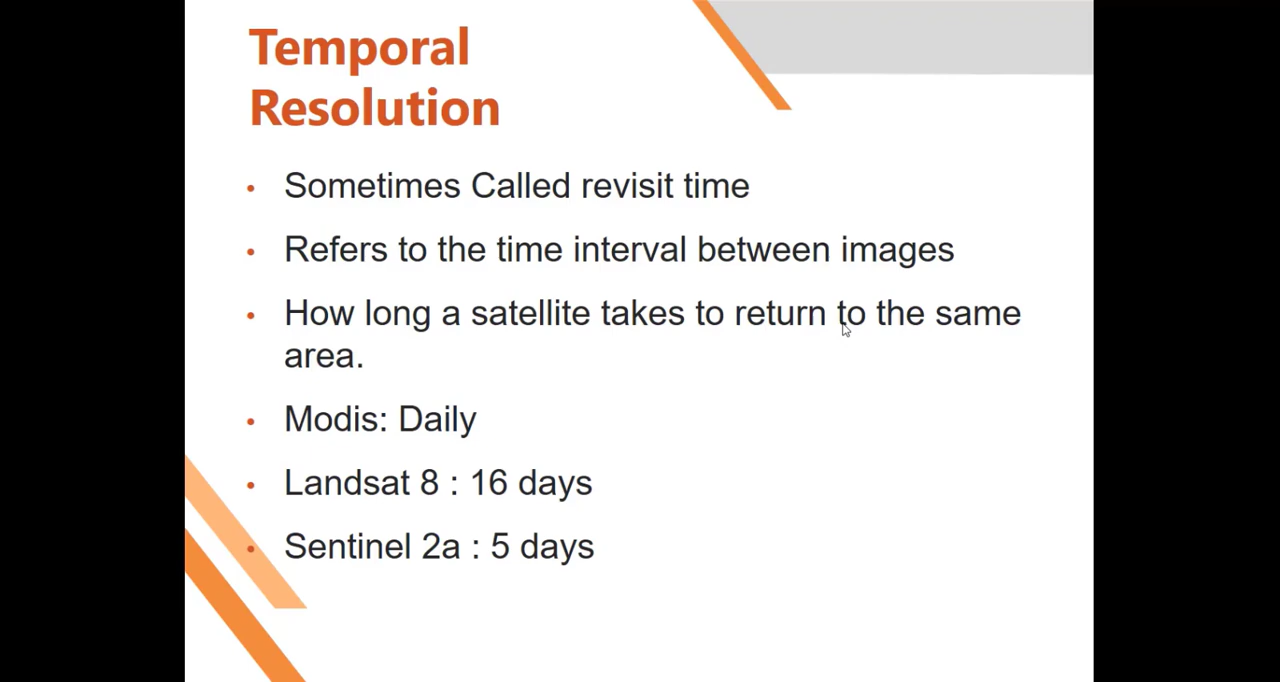 Temporal
Resolution
• Sometimes Called revisit time
• Refers to the time interval between images
• How long a satellite takes to return to the same
area.
• Modis: Daily
• Landsat 8 : 16 days
• Sentinel 2a : 5 days